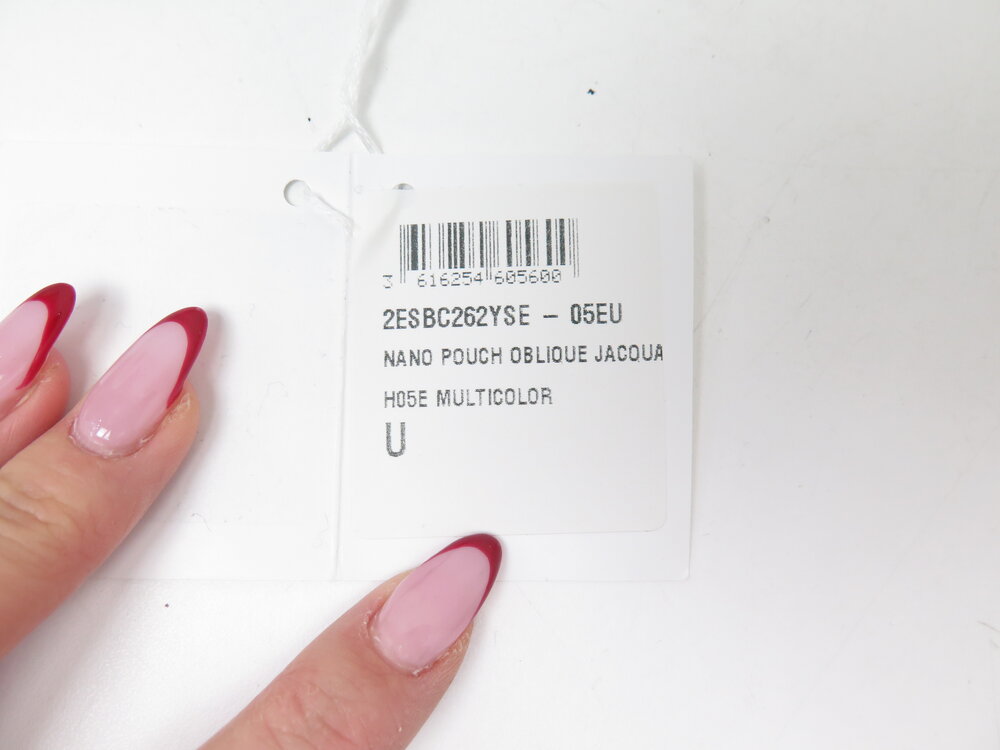 3 616254 605600
2ESBC262YSE - 05EU
NANO POUCH OBLIQUE JACQUA
H05E MULTICOLOR
U